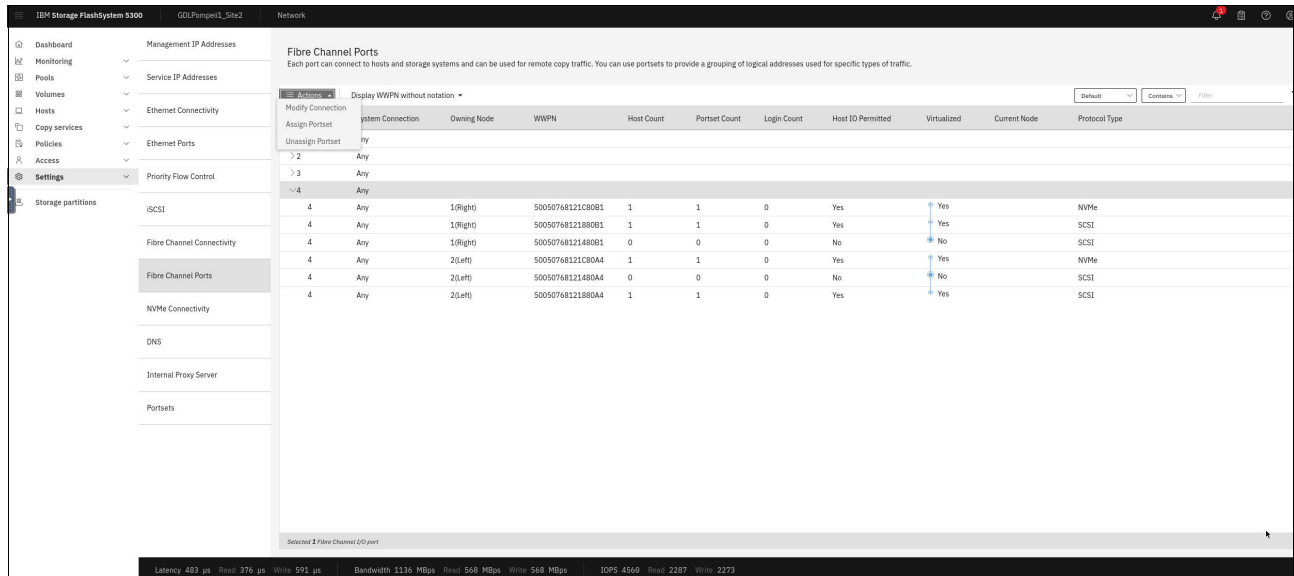 IBM Storage FlashSystem 5300 GDLPompeii1_Site2 Network
1
Dashboard
Monitoring
Pools
Volumes
Hosts
Copy services
Policies
Access
Settings
Storage partitions
Management IP Addresses
Service IP Addresses
Ethernet Connectivity
Ethernet Ports
Priority Flow Control
iSCSI
Fibre Channel Connectivity
Fibre Channel Ports
NVMe Connectivity
DNS
Internal Proxy Server
Portsets
Fibre Channel Ports
Each port can connect to hosts and storage systems and can be used for remote copy traffic. You can use portsets to provide a grouping of logical addresses used for specific types of traffic.
Actions Display WWPN without notation Default Contains Filter
Modify Connection
Assign Portset
Unassign Portset
ystem Connection Owning Node WWPN Host Count Portset Count Login Count Host IO Permitted Virtualized Current Node Protocol Type
ny
2 Any
3 Any
4 Any
4 Any 1(Right) 50050768121C80B1 1 1 0 Yes Yes NVMe
4 Any 1(Right) 50050768121880B1 1 1 0 Yes Yes SCSI
4 Any 1(Right) 50050768121480B1 0 0 0 No No SCSI
4 Any 2(Left) 50050768121C80A4 1 1 0 Yes Yes NVMe
4 Any 2(Left) 50050768121480A4 0 0 0 No No SCSI
4 Any 2(Left) 50050768121880A4 1 1 0 Yes Yes SCSI
Selected 1 Fibre Channel I/O port
Latency 483 µs Read 376 µs Write 591 µs Bandwidth 1136 MBps Read 568 MBps Write 568 MBps IOPS 4560 Read 2287 Write 2273